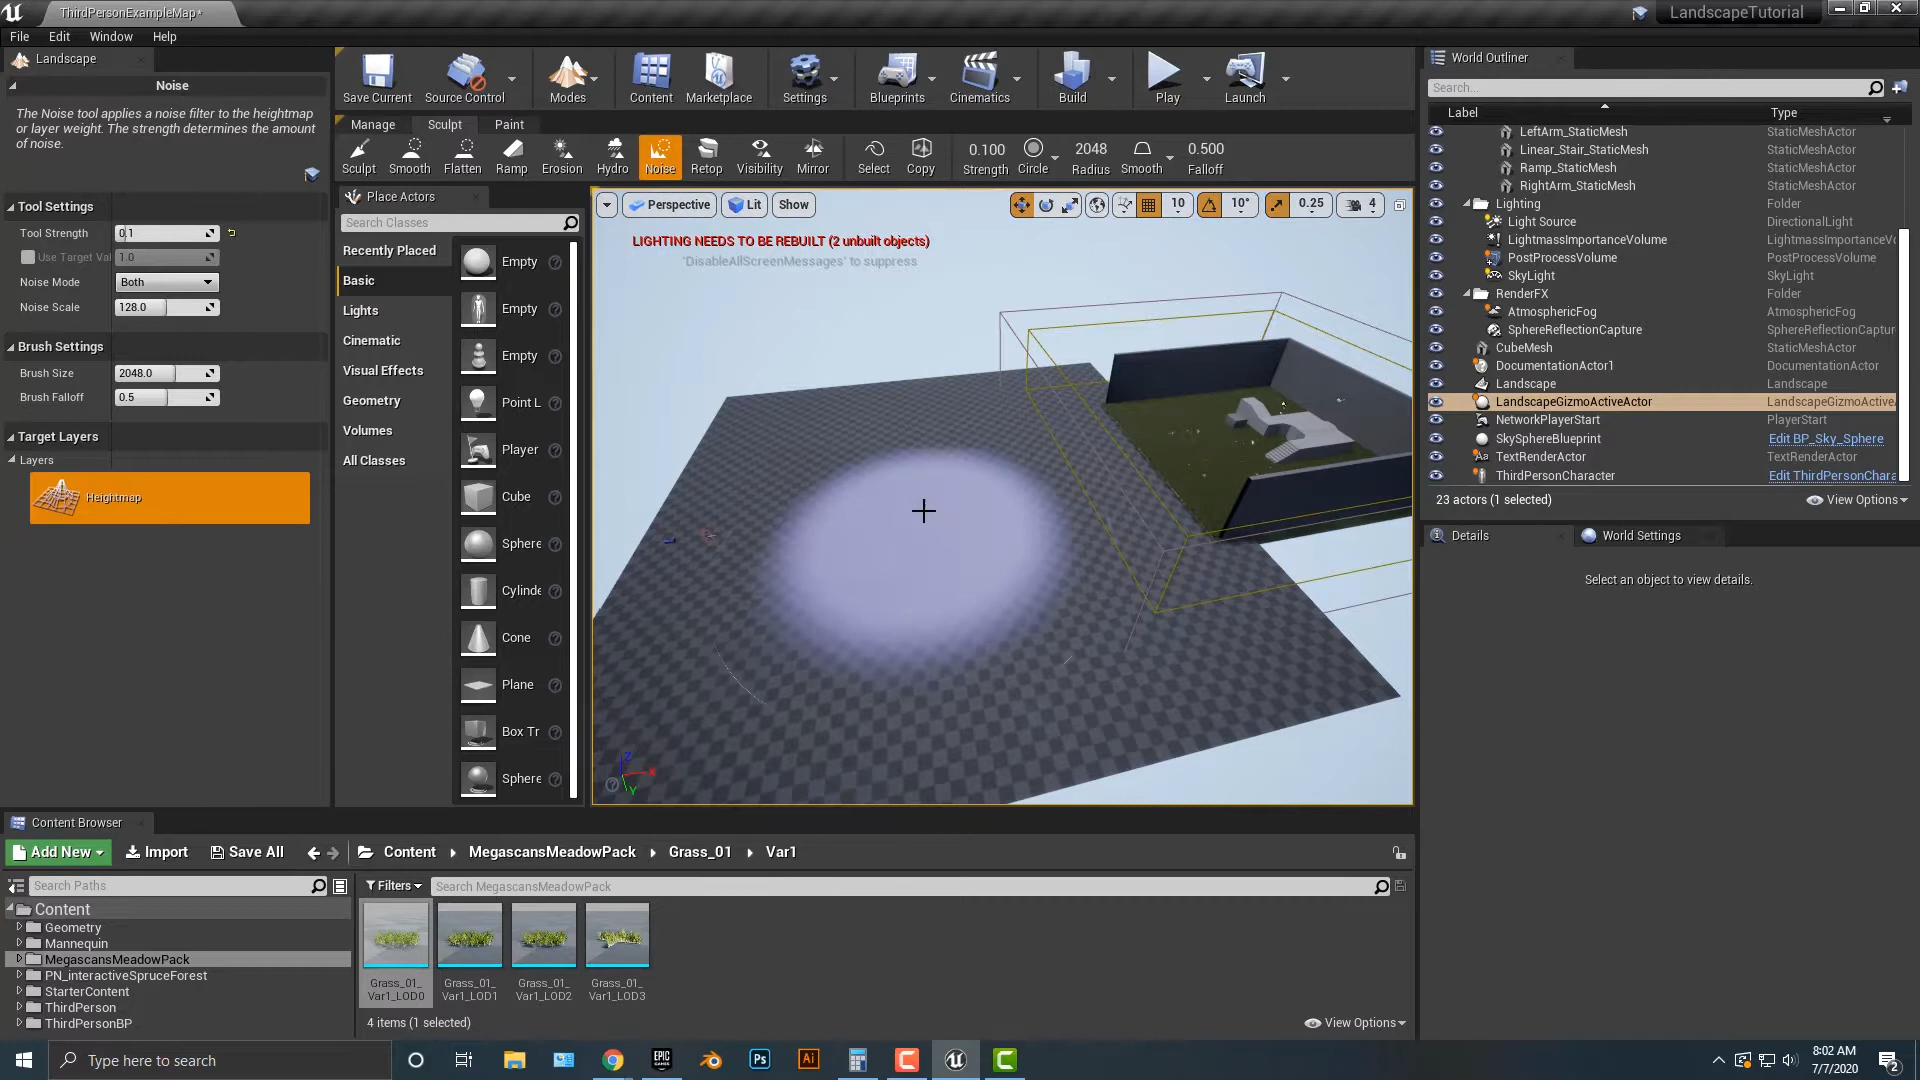 ThirdPersonExampleMap*
LandscapeTutorial
File Edit Window Help
Landscape
Noise
The Noise tool applies a noise filter to the heightmap
or layer weight. The strength determines the amount
of noise.
Tool Settings
Tool Strength 0.1
Use Target Val 1.0
Noise Mode Both
Noise Scale 128.0
Brush Settings
Brush Size 2048.0
Brush Falloff 0.5
Target Layers
Layers
Heightmap
Save Current Source Control Modes Content Marketplace Settings Blueprints Cinematics Build Play Launch
Manage Sculpt Paint
Sculpt Smooth Flatten Ramp Erosion Hydro Noise Retop Visibility Mirror Select Copy
0.100 Strength
Circle
2048 Radius
Smooth
0.500 Falloff
Place Actors
Search Classes
Recently Placed
Basic
Lights
Cinematic
Visual Effects
Geometry
Volumes
All Classes
Empty
Empty
Empty
Point L
Player
Cube
Sphere
Cylinde
Cone
Plane
Box Tr
Sphere
Perspective Lit Show
10 10° 0.25 4
LIGHTING NEEDS TO BE REBUILT (2 unbuilt objects)
'DisableAllScreenMessages' to suppress
Z
X
Y
World Outliner
Search...
Label Type
LeftArm_StaticMesh StaticMeshActor
Linear_Stair_StaticMesh StaticMeshActor
Ramp_StaticMesh StaticMeshActor
RightArm_StaticMesh StaticMeshActor
Lighting Folder
Light Source DirectionalLight
LightmassImportanceVolume LightmassImportanceVo
PostProcessVolume PostProcessVolume
SkyLight SkyLight
RenderFX Folder
AtmosphericFog AtmosphericFog
SphereReflectionCapture SphereReflectionCaptur
CubeMesh StaticMeshActor
DocumentationActor1 DocumentationActor
Landscape Landscape
LandscapeGizmoActiveActor LandscapeGizmoActiveA
NetworkPlayerStart PlayerStart
SkySphereBlueprint Edit BP_Sky_Sphere
TextRenderActor TextRenderActor
ThirdPersonCharacter Edit ThirdPersonChara
23 actors (1 selected)
View Options
Details World Settings
Select an object to view details.
Content Browser
Add New Import Save All Content MegascansMeadowPack Grass_01 Var1
Search Paths
Filters
Search MegascansMeadowPack
Content
Geometry
Mannequin
MegascansMeadowPack
PN_interactiveSpruceForest
StarterContent
ThirdPerson
ThirdPersonBP
Grass_01_
Var1_LOD0
Grass_01_
Var1_LOD1
Grass_01_
Var1_LOD2
Grass_01_
Var1_LOD3
4 items (1 selected)
View Options
Type here to search
EPIC
GAMES
Ps
Ai
8:02 AM
7/7/2020
2